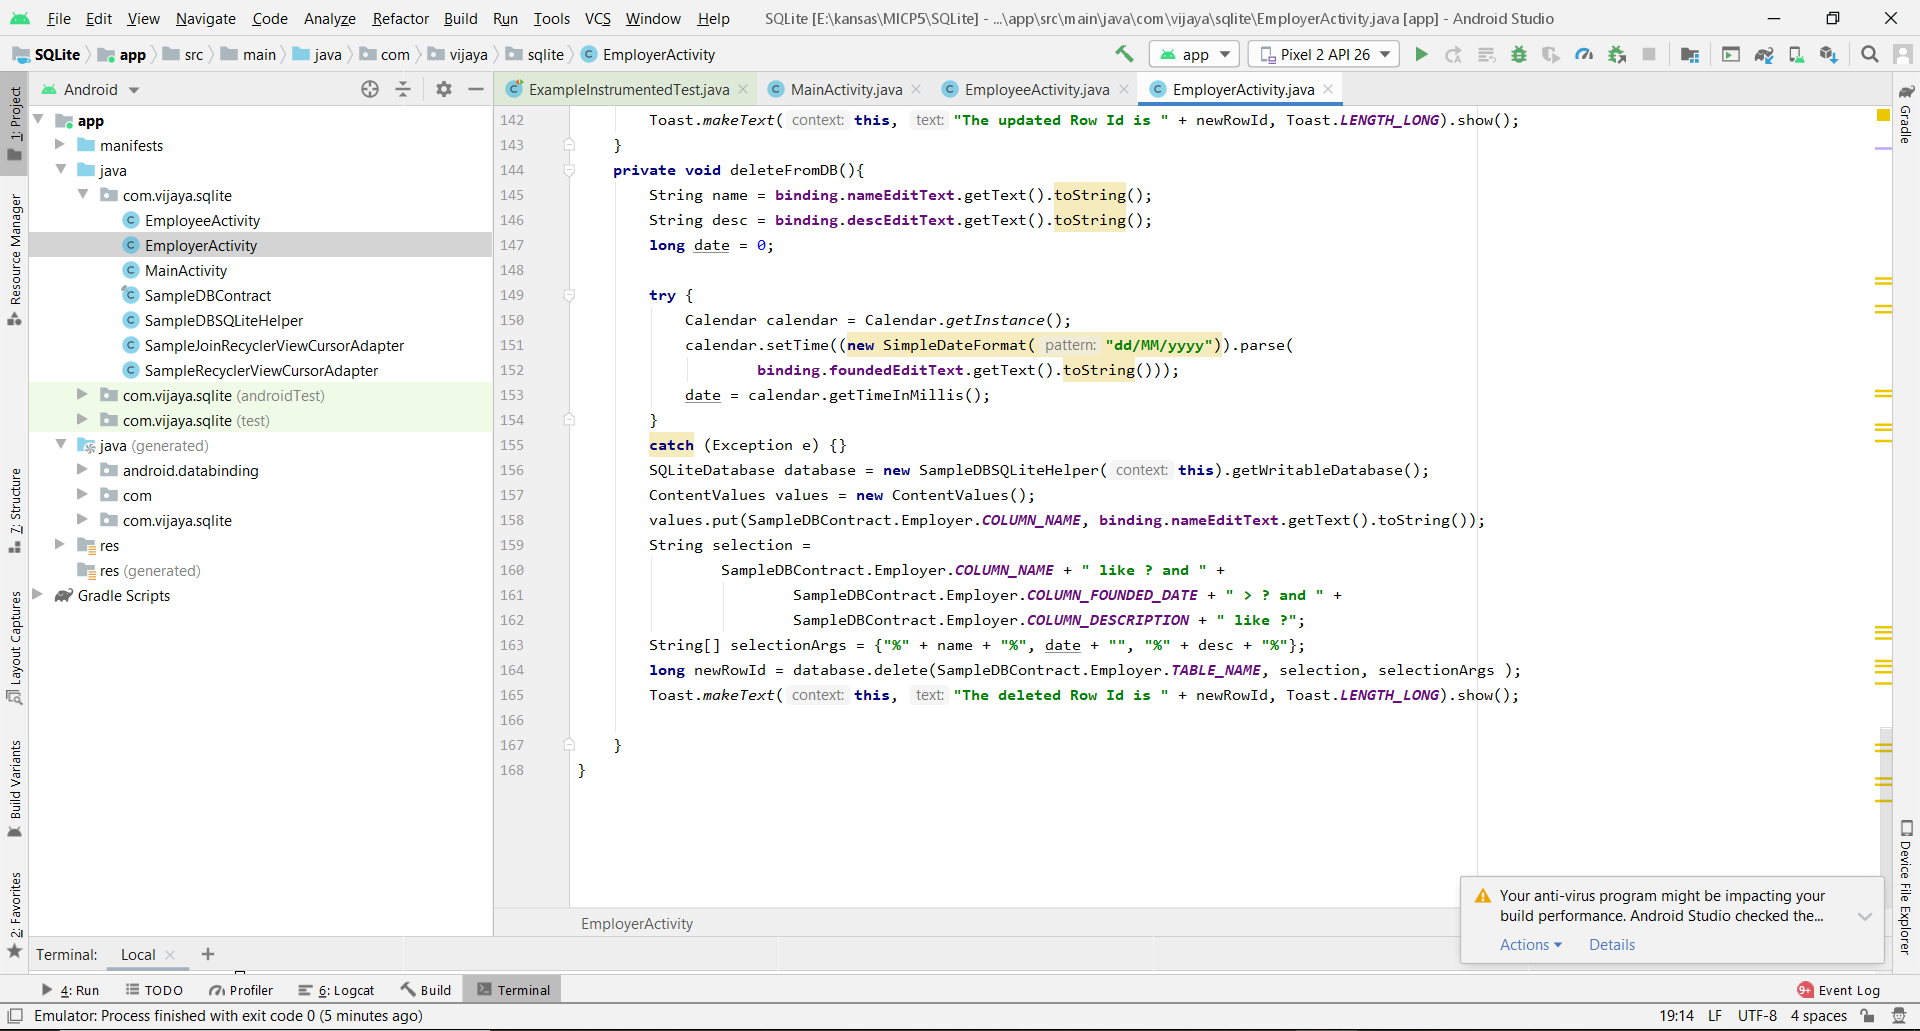 File Edit View Navigate Code Analyze Refactor Build Run Tools VCS Window Help SQLite [E:\kansas\MICP5\SQLite] - ...\app\src\main\java\com\vijaya\sqlite\EmployerActivity.java [app] - Android Studio
SQLite app src main java com vijaya sqlite EmployerActivity app Pixel 2 API 26
1: Project
Resource Manager
7: Structure
Layout Captures
Build Variants
2: Favorites
Android
app
manifests
java
com.vijaya.sqlite
EmployeeActivity
EmployerActivity
MainActivity
SampleDBContract
SampleDBSQLiteHelper
SampleJoinRecyclerViewCursorAdapter
SampleRecyclerViewCursorAdapter
com.vijaya.sqlite (androidTest)
com.vijaya.sqlite (test)
java (generated)
android.databinding
com
com.vijaya.sqlite
res
res (generated)
Gradle Scripts
ExampleInstrumentedTest.java MainActivity.java EmployeeActivity.java EmployerActivity.java
142 Toast.makeText( context: this, text: "The updated Row Id is " + newRowId, Toast.LENGTH_LONG).show();
143 }
144 private void deleteFromDB(){
145 String name = binding.nameEditText.getText().toString();
146 String desc = binding.descEditText.getText().toString();
147 long date = 0;
148
149 try {
150 Calendar calendar = Calendar.getInstance();
151 calendar.setTime((new SimpleDateFormat( pattern: "dd/MM/yyyy")).parse(
152 binding.foundedEditText.getText().toString()));
153 date = calendar.getTimeInMillis();
154 }
155 catch (Exception e) {}
156 SQLiteDatabase database = new SampleDBSQLiteHelper( context: this).getWritableDatabase();
157 ContentValues values = new ContentValues();
158 values.put(SampleDBContract.Employer.COLUMN_NAME, binding.nameEditText.getText().toString());
159 String selection =
160 SampleDBContract.Employer.COLUMN_NAME + " like ? and " +
161 SampleDBContract.Employer.COLUMN_FOUNDED_DATE + " > ? and " +
162 SampleDBContract.Employer.COLUMN_DESCRIPTION + " like ?";
163 String[] selectionArgs = {"%" + name + "%", date + "", "%" + desc + "%"};
164 long newRowId = database.delete(SampleDBContract.Employer.TABLE_NAME, selection, selectionArgs );
165 Toast.makeText( context: this, text: "The deleted Row Id is " + newRowId, Toast.LENGTH_LONG).show();
166
167 }
168 }
EmployerActivity
Gradle
Device File Explorer
Your anti-virus program might be impacting your
build performance. Android Studio checked the...
Actions Details
Terminal: Local
4: Run TODO Profiler 6: Logcat Build Terminal 9+ Event Log
Emulator: Process finished with exit code 0 (5 minutes ago) 19:14 LF UTF-8 4 spaces